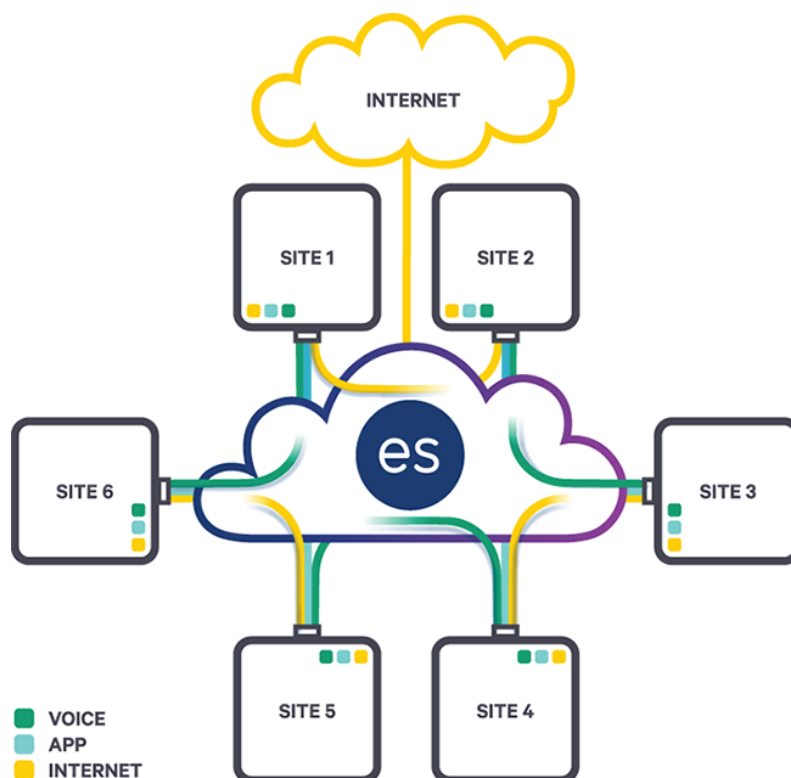 INTERNET
SITE 1
SITE 2
es
SITE 6
SITE 3
SITE 5
SITE 4
VOICE
APP
INTERNET